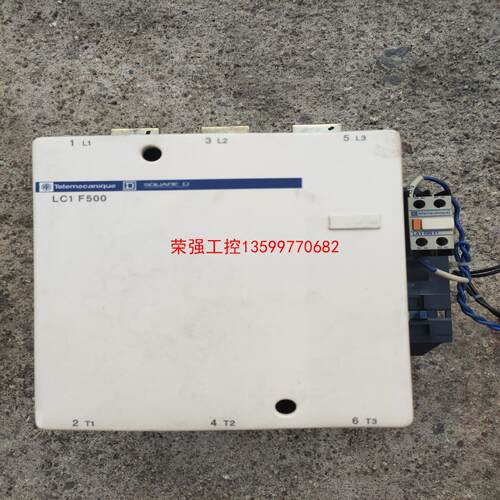 1 L1 3 L2 5 L3
Telemecanique SQUARE D
LC1 F500
荣强工控13599770682
2 T1 4 T2 6 T3